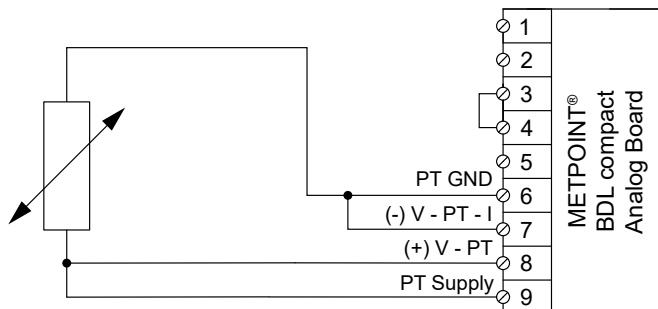 1
2
3
4
5
PT GND
6
(-) V - PT - I
7
(+) V - PT
8
PT Supply
9
METPOINT®
BDL compact
Analog Board